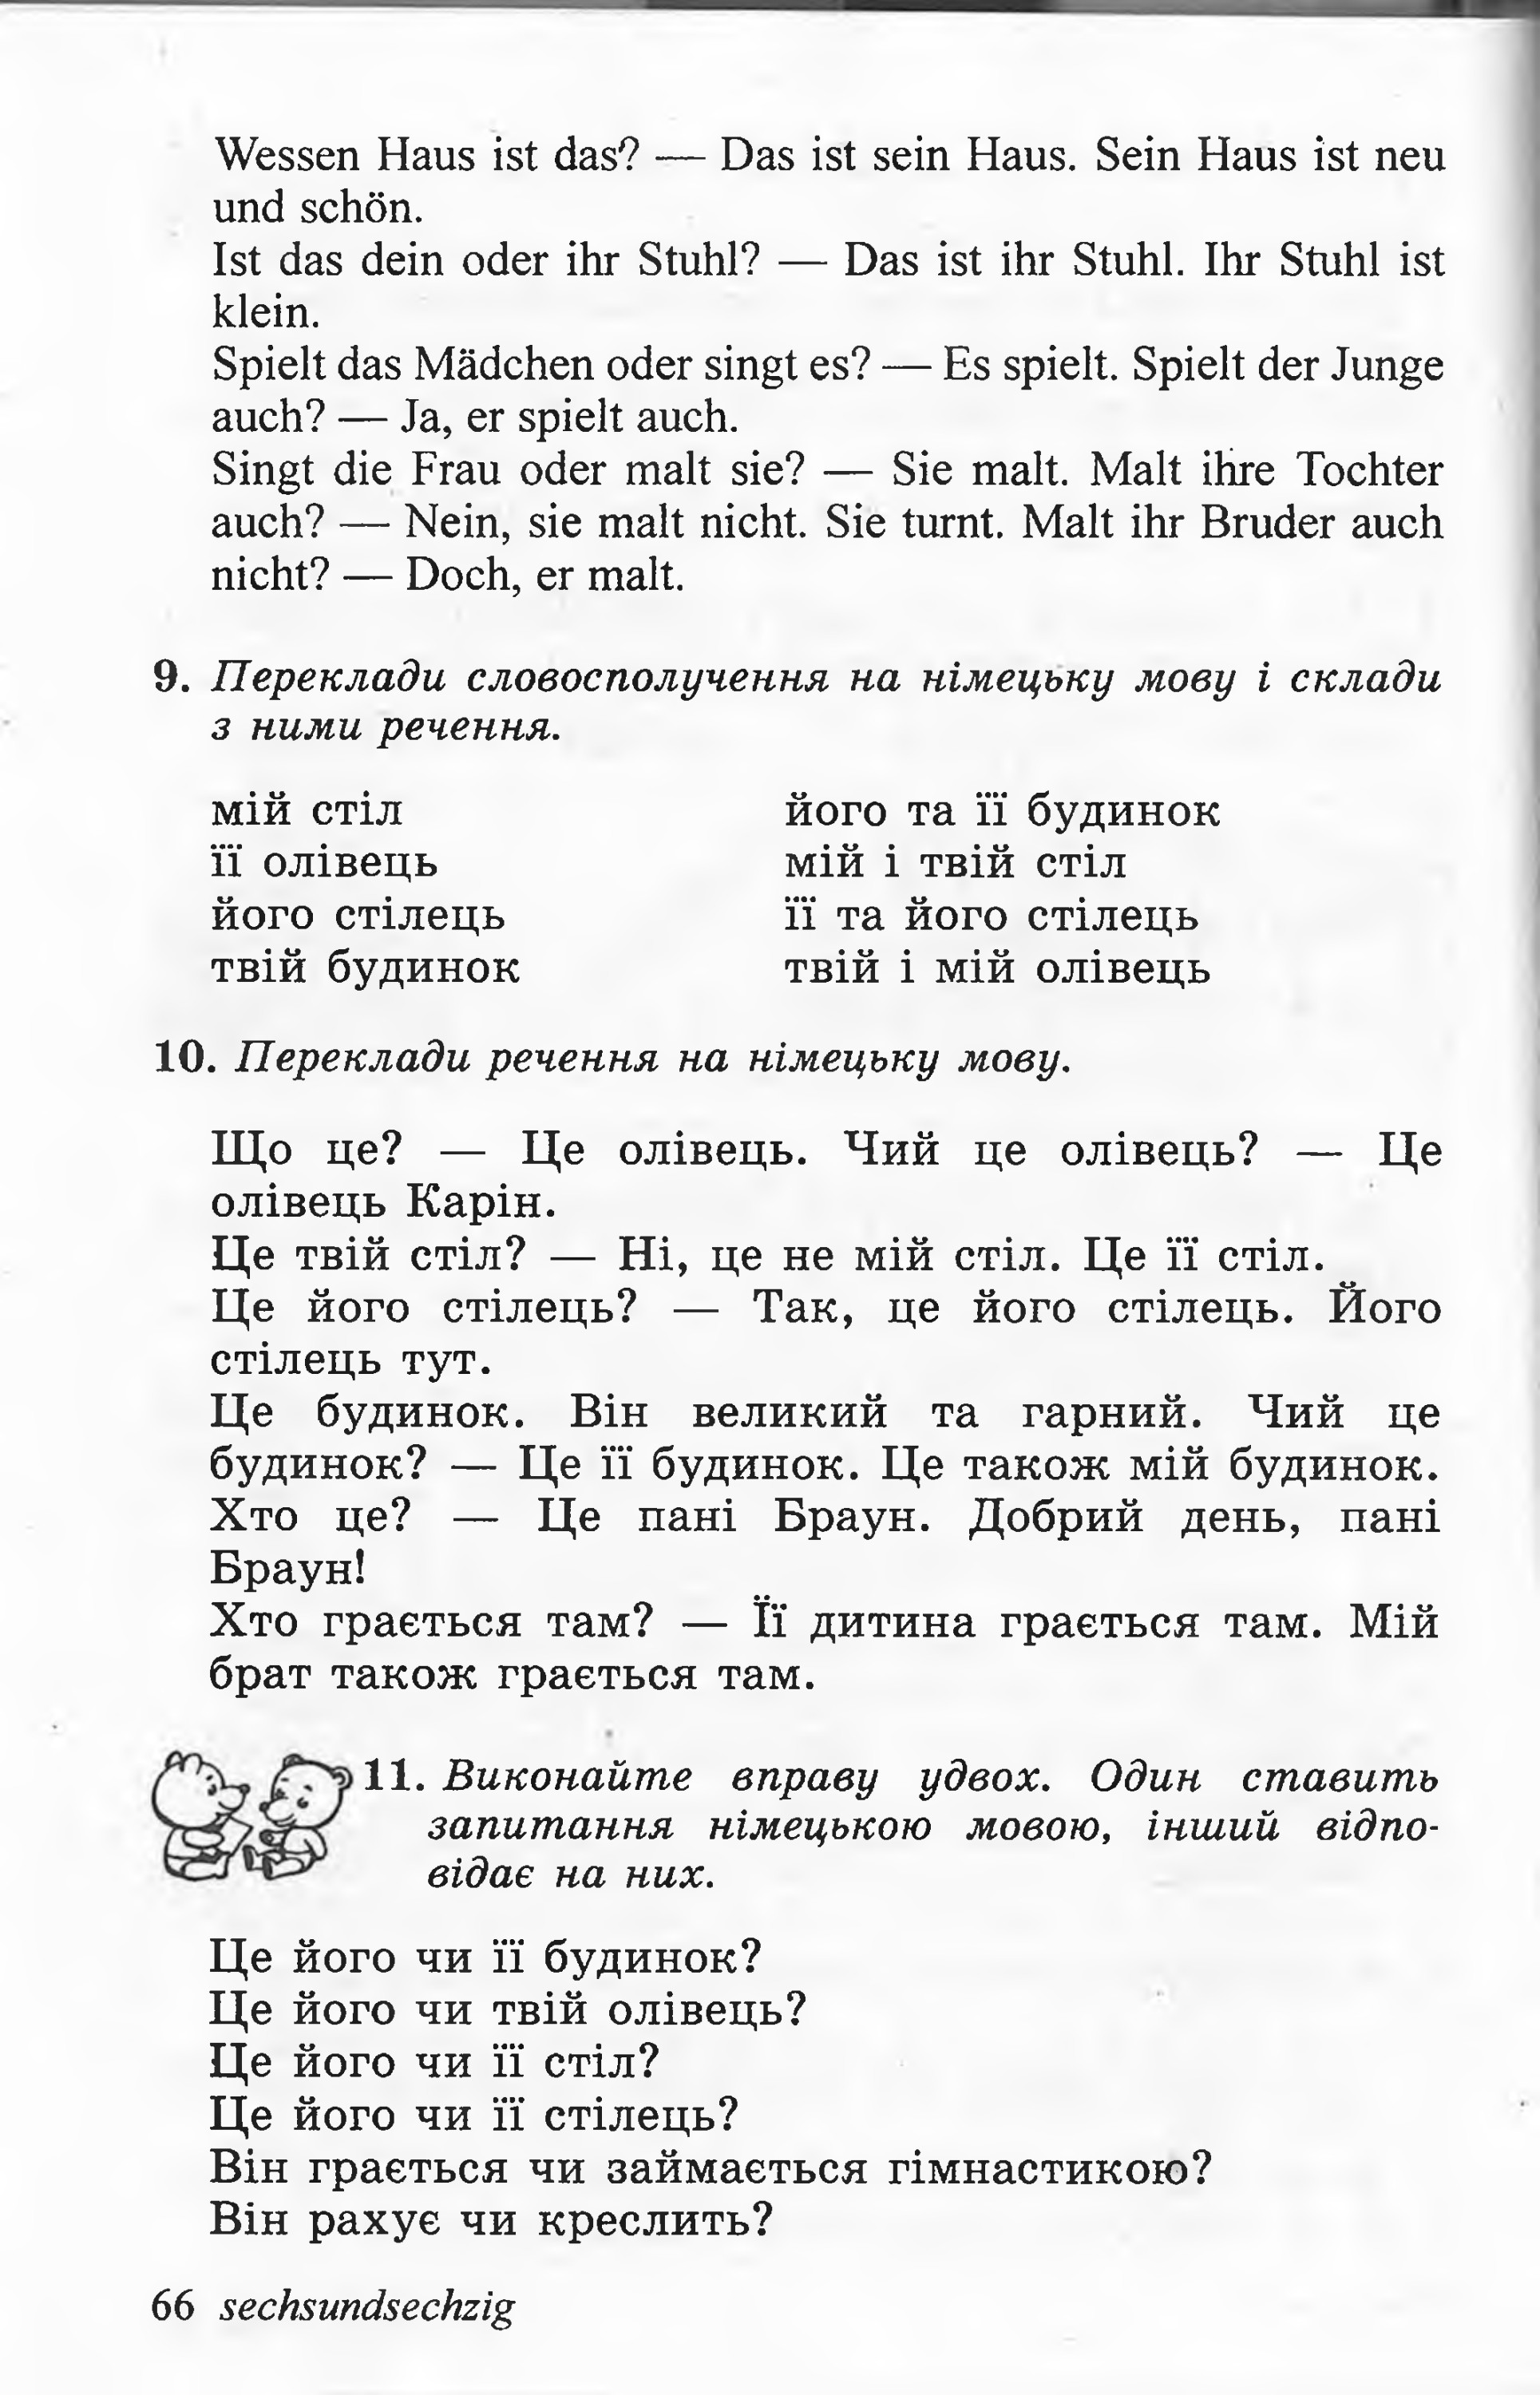 Wessen Haus ist das? — Das ist sein Haus. Sein Haus ist neu
und schön.
Ist das dein oder ihr Stuhl? — Das ist ihr Stuhl. Ihr Stuhl ist
klein.
Spielt das Mädchen oder singt es? — Es spielt. Spielt der Junge
auch? — Ja, er spielt auch.
Singt die Frau oder malt sie? — Sie malt. Malt ihre Tochter
auch? — Nein, sie malt nicht. Sie turnt. Malt ihr Bruder auch
nicht? — Doch, er malt.
9. Переклади словосполучення на німецьку мову і склади
з ними речення.
мій стіл
її олівець
його стілець
твій будинок
його та її будинок
мій і твій стіл
її та його стілець
твій і мій олівець
10. Переклади речення на німецьку мову.
Що це? — Це олівець. Чий це олівець? — Це
олівець Карін.
Це твій стіл? — Ні, це не мій стіл. Це її стіл.
Це його стілець? — Так, це його стілець. Його
стілець тут.
Це будинок. Він великий та гарний. Чий це
будинок? — Це її будинок. Це також мій будинок.
Хто це? — Це пані Браун. Добрий день, пані
Браун!
Хто грається там? — Її дитина грається там. Мій
брат також грається там.
11. Виконайте вправу удвох. Один ставить
запитання німецькою мовою, інший відпо-
відає на них.
Це його чи її будинок?
Це його чи твій олівець?
Це його чи її стіл?
Це його чи її стілець?
Він грається чи займається гімнастикою?
Він рахує чи креслить?
66 sechsundsechzig